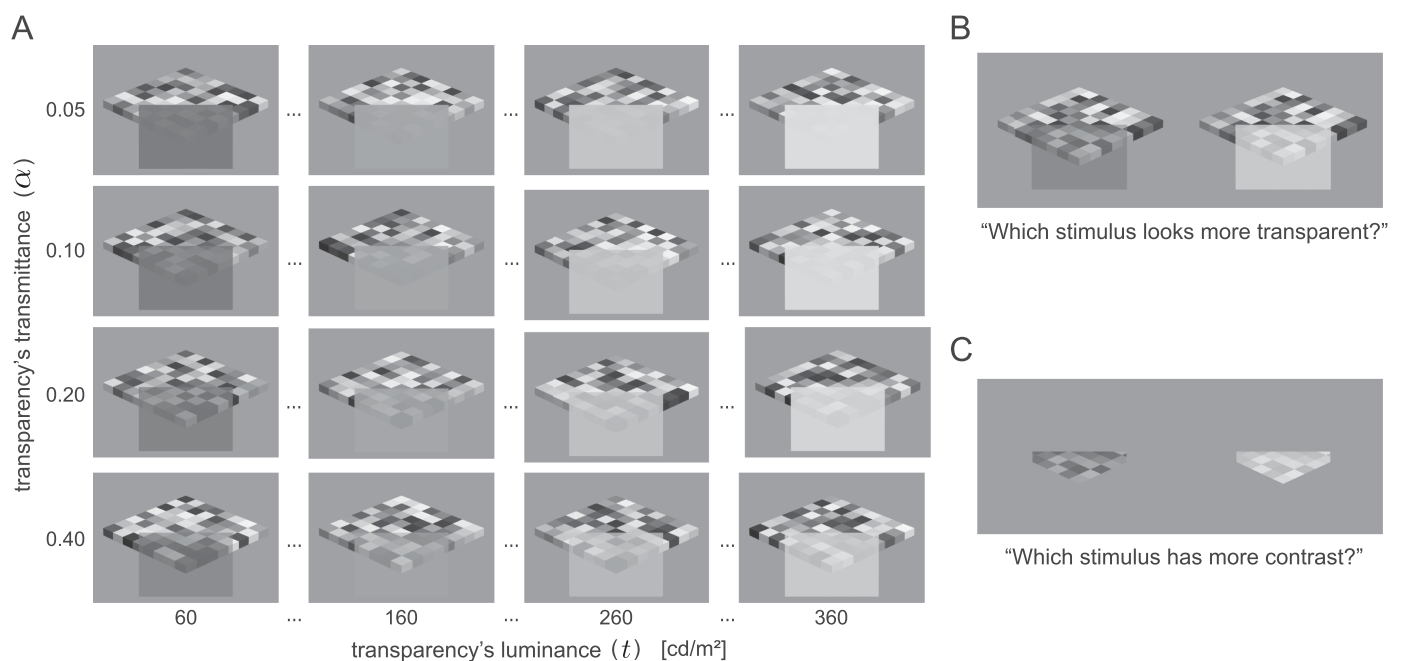 A
B
0.05
...
...
...
"Which stimulus looks more transparent?"
0.10
...
...
...
transparency's transmittance (α)
C
0.20
...
...
...
0.40
...
...
...
"Which stimulus has more contrast?"
60 ... 160 ... 260 ... 360
transparency's luminance (t) [cd/m²]